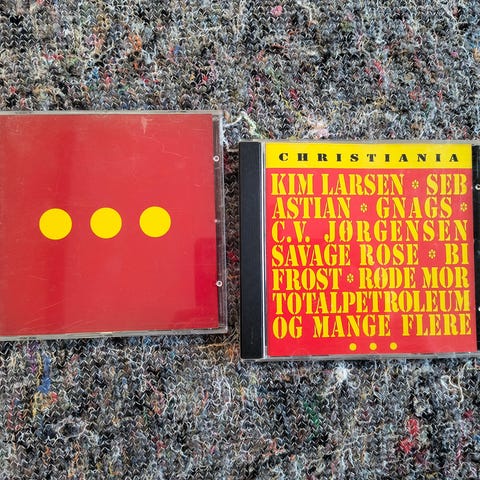 CHRISTIANIA
KIM LARSEN * SEB
ASTIAN * GNAGS *
C.V. JØRGENSEN
SAVAGE ROSE * BI
FROST * RØDE MOR
TOTALPETROLEUM
OG MANGE FLERE